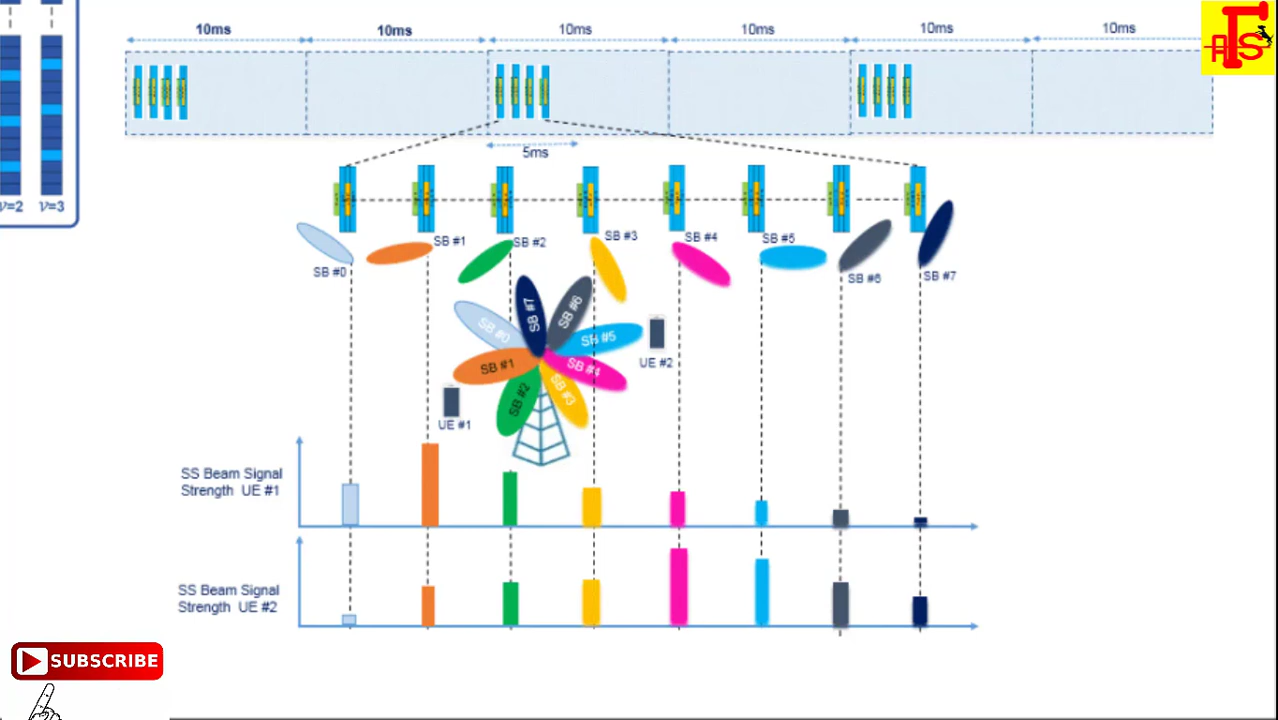 10ms 10ms 10ms 10ms 10ms 10ms
5ms
ν=2 ν=3
SB #0 SB #1 SB #2 SB #3 SB #4 SB #5 SB #6 SB #7
SB #7 SB #6
SB #0 SB #5
SB #1 SB #4
SB #2 SB #3
UE #2
UE #1
SS Beam Signal
Strength UE #1
SS Beam Signal
Strength UE #2
SUBSCRIBE